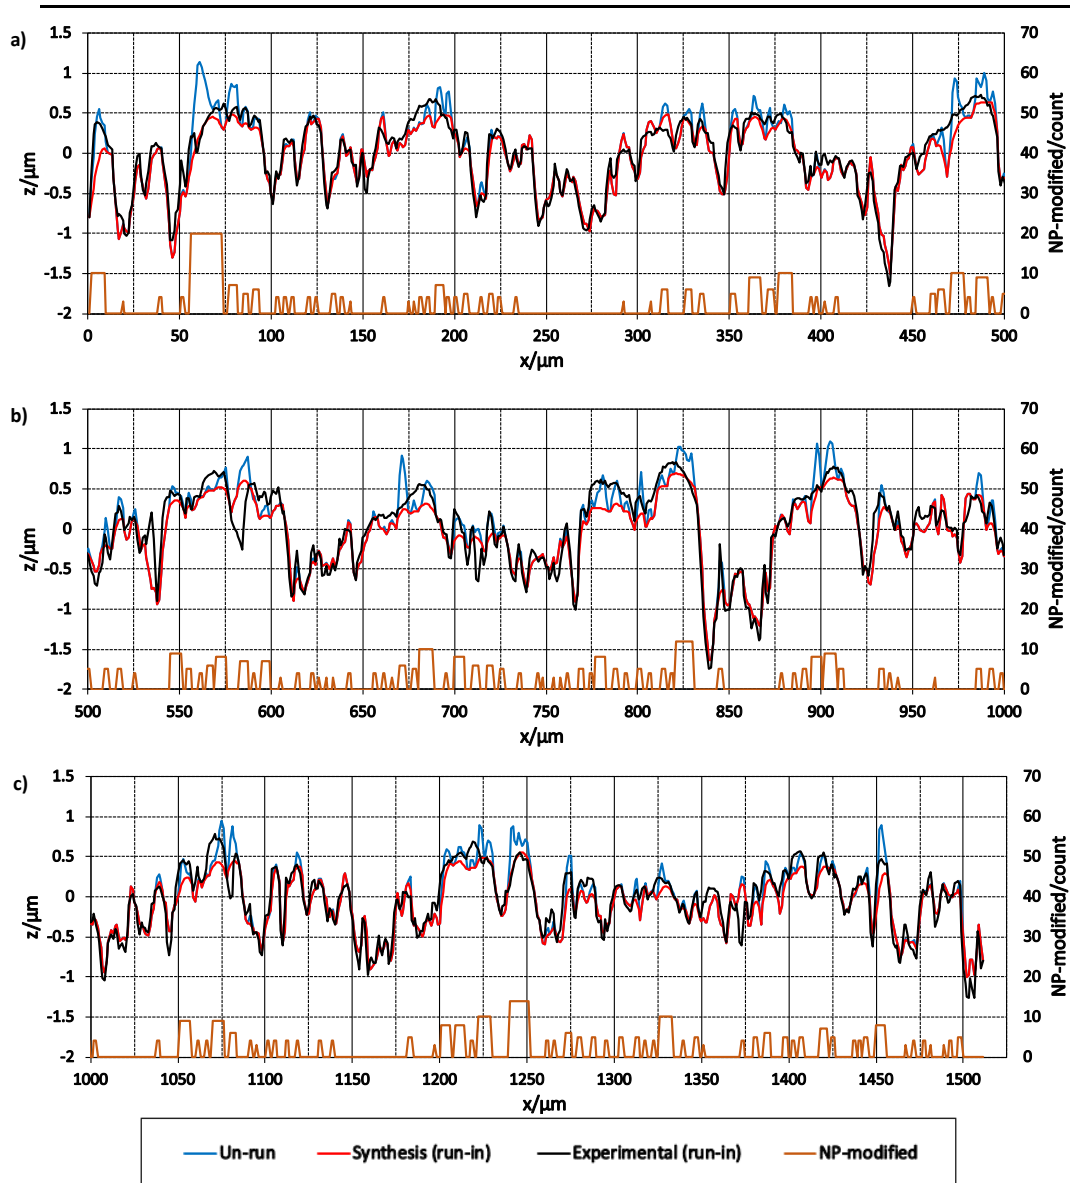 a)
1.5 70
1 60
0.5 50
0 40
-0.5 30
-1 20
-1.5 10
-2 0
z/µm
NP-modified/count
0 50 100 150 200 250 300 350 400 450 500
x/µm
b)
1.5 70
1 60
0.5 50
0 40
-0.5 30
-1 20
-1.5 10
-2 0
z/µm
NP-modified/count
500 550 600 650 700 750 800 850 900 950 1000
x/µm
c)
1.5 70
1 60
0.5 50
0 40
-0.5 30
-1 20
-1.5 10
-2 0
z/µm
NP-modified/count
1000 1050 1100 1150 1200 1250 1300 1350 1400 1450 1500
x/µm
Un-run Synthesis (run-in) Experimental (run-in) NP-modified